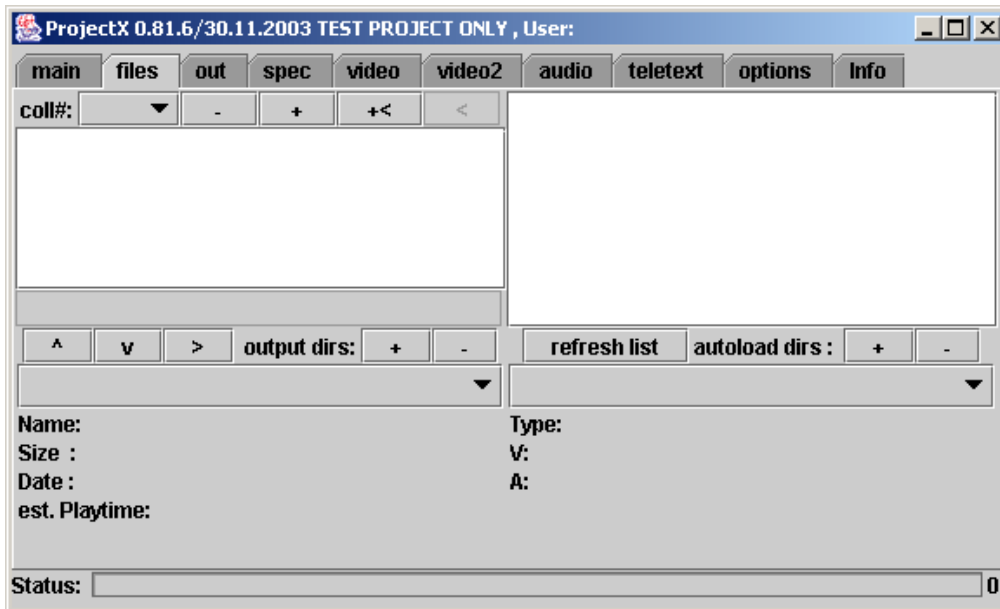 ProjectX 0.81.6/30.11.2003 TEST PROJECT ONLY , User:
main files out spec video video2 audio teletext options Info
coll#: - + +< <
^ v > output dirs: + - refresh list autoload dirs : + -
Name: Type:
Size : V:
Date : A:
est. Playtime:
Status: 0